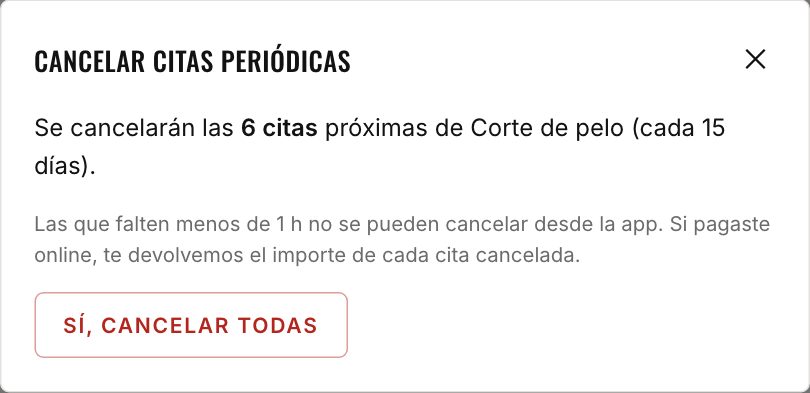 CANCELAR CITAS PERIÓDICAS
Se cancelarán las 6 citas próximas de Corte de pelo (cada 15
días).
Las que falten menos de 1 h no se pueden cancelar desde la app. Si pagaste
online, te devolvemos el importe de cada cita cancelada.
SÍ, CANCELAR TODAS